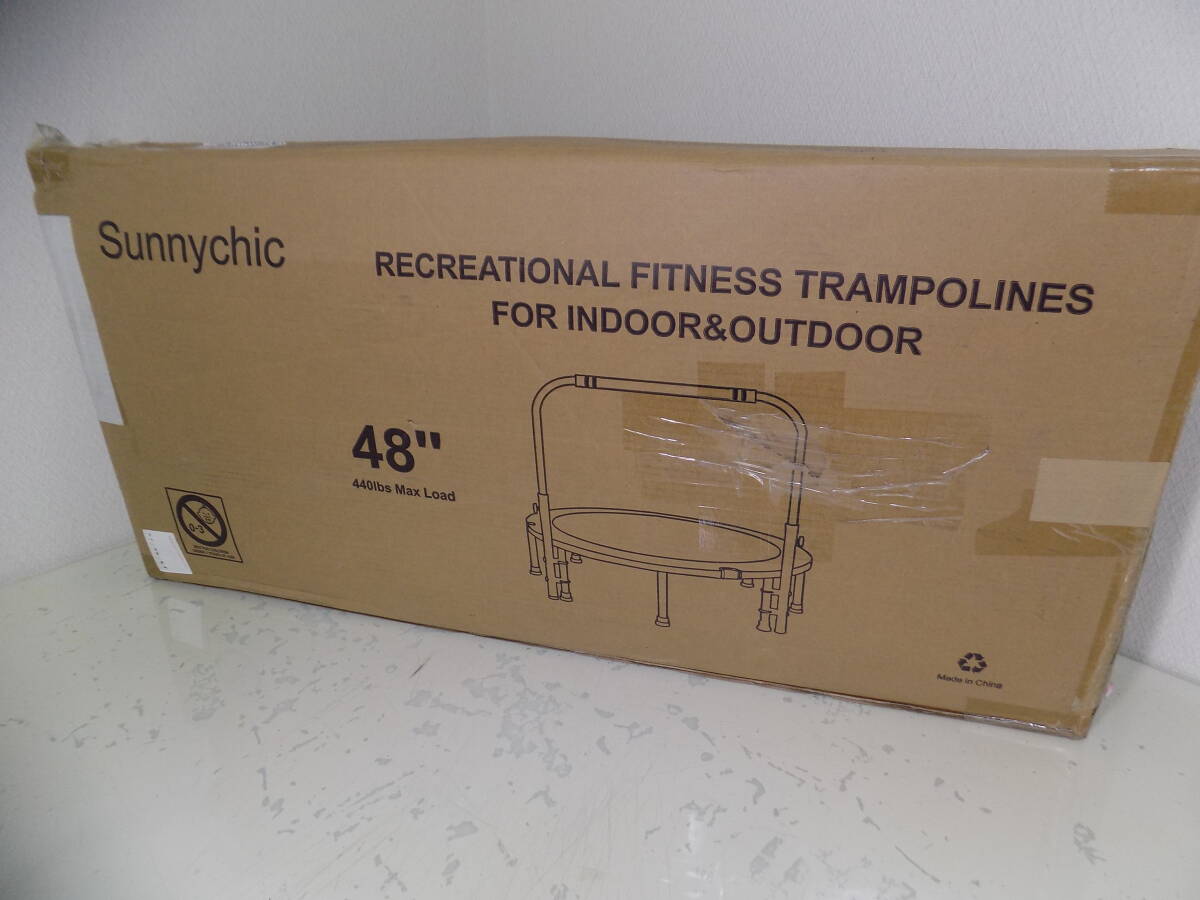 Sunnychic
RECREATIONAL FITNESS TRAMPOLINES
FOR INDOOR&OUTDOOR
48"
440lbs Max Load
0-3
Made in China